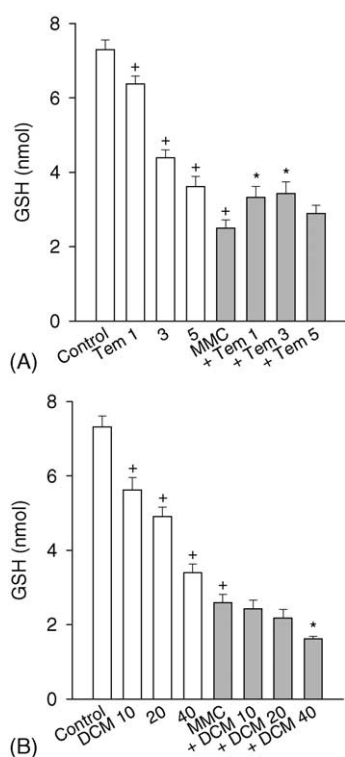 8
6
4
2
0
GSH (nmol)
+
+
+
+
*
*
Control
Tem 1
3
5
MMC
+ Tem 1
+ Tem 3
+ Tem 5
(A)
8
6
4
2
0
GSH (nmol)
+
+
+
+
*
Control
DCM 10
20
40
MMC
+ DCM 10
+ DCM 20
+ DCM 40
(B)